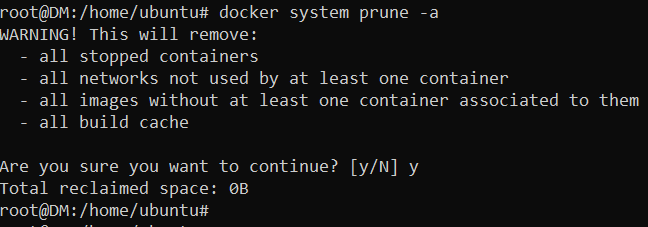 root@DM:/home/ubuntu# docker system prune -a
WARNING! This will remove:
  - all stopped containers
  - all networks not used by at least one container
  - all images without at least one container associated to them
  - all build cache

Are you sure you want to continue? [y/N] y
Total reclaimed space: 0B
root@DM:/home/ubuntu#